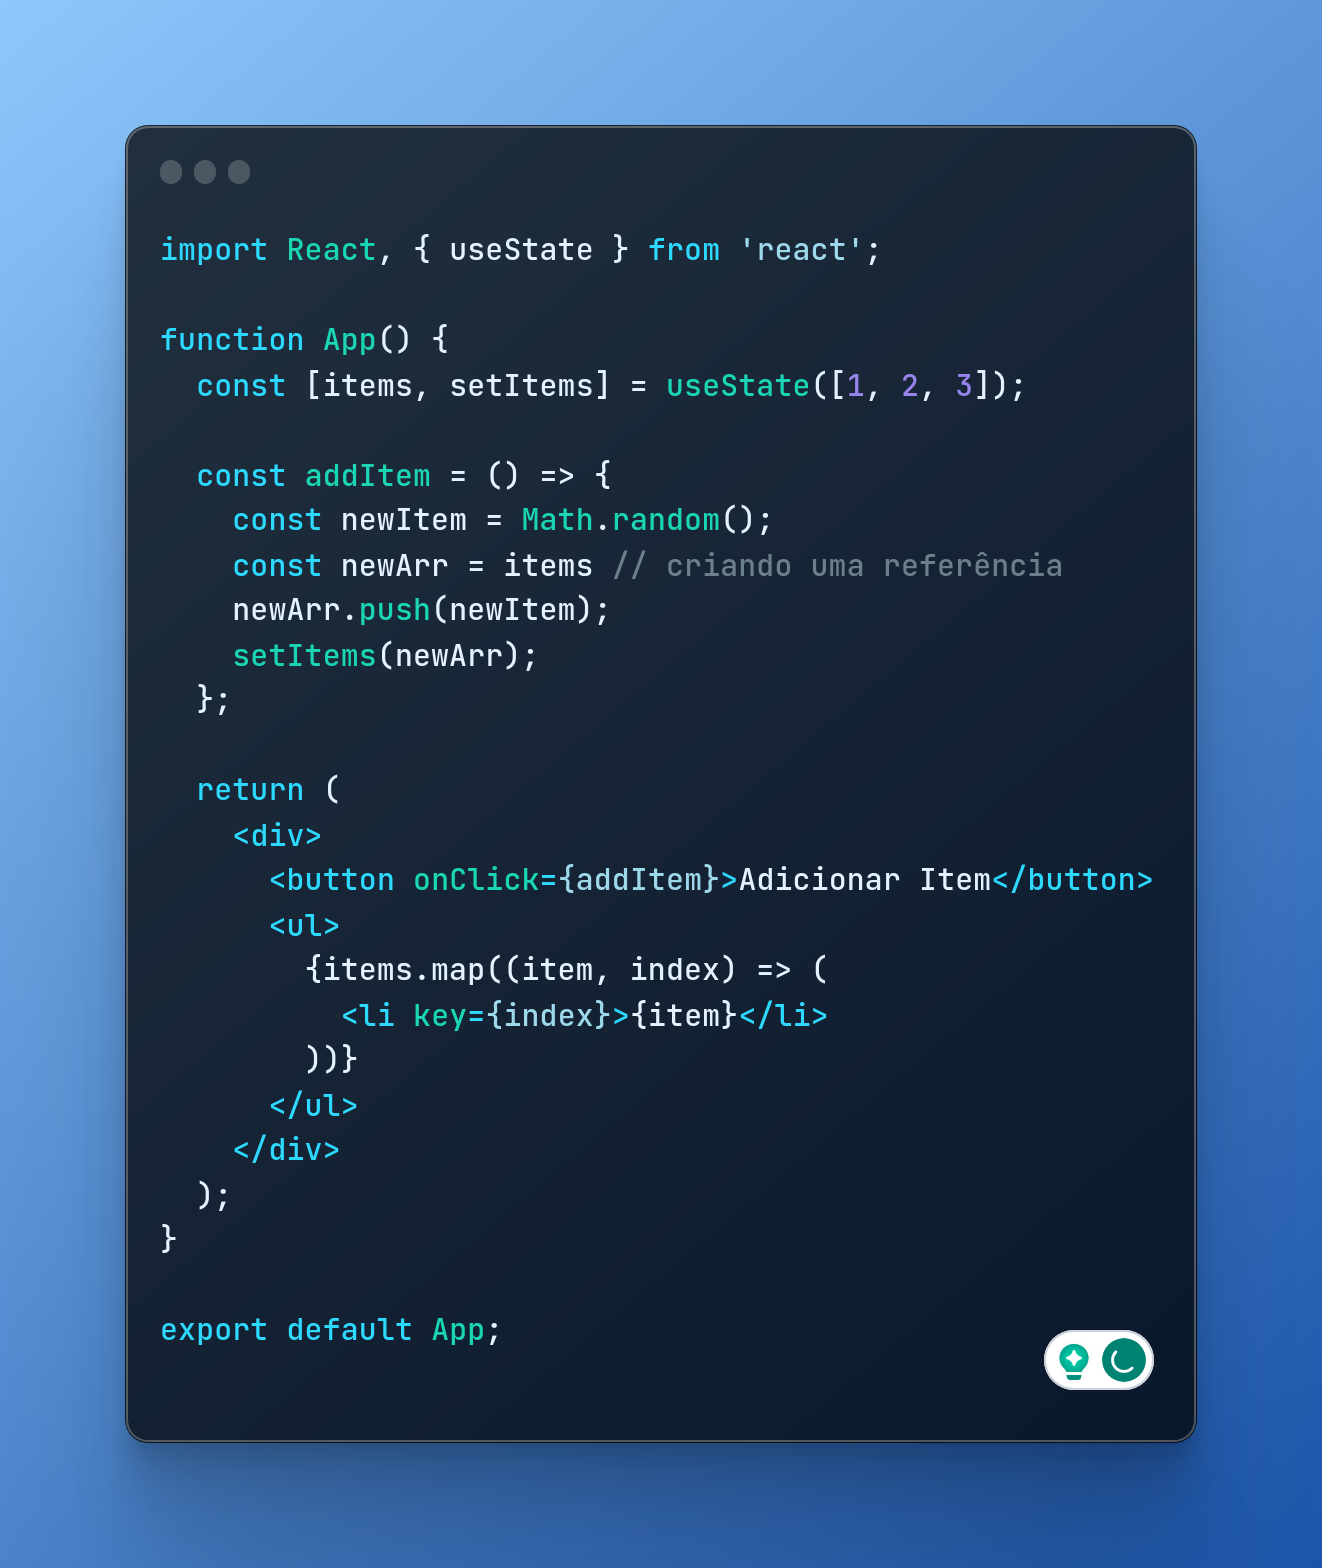 import React, { useState } from 'react';
function App() {
const [items, setItems] = useState([1, 2, 3]);
const addItem = () => {
const newItem = Math.random();
const newArr = items // criando uma referência
newArr.push(newItem);
setItems(newArr);
};
return (
<div>
<button onClick={addItem}>Adicionar Item</button>
<ul>
{items.map((item, index) => (
<li key={index}>{item}</li>
))}
</ul>
</div>
);
}
export default App;